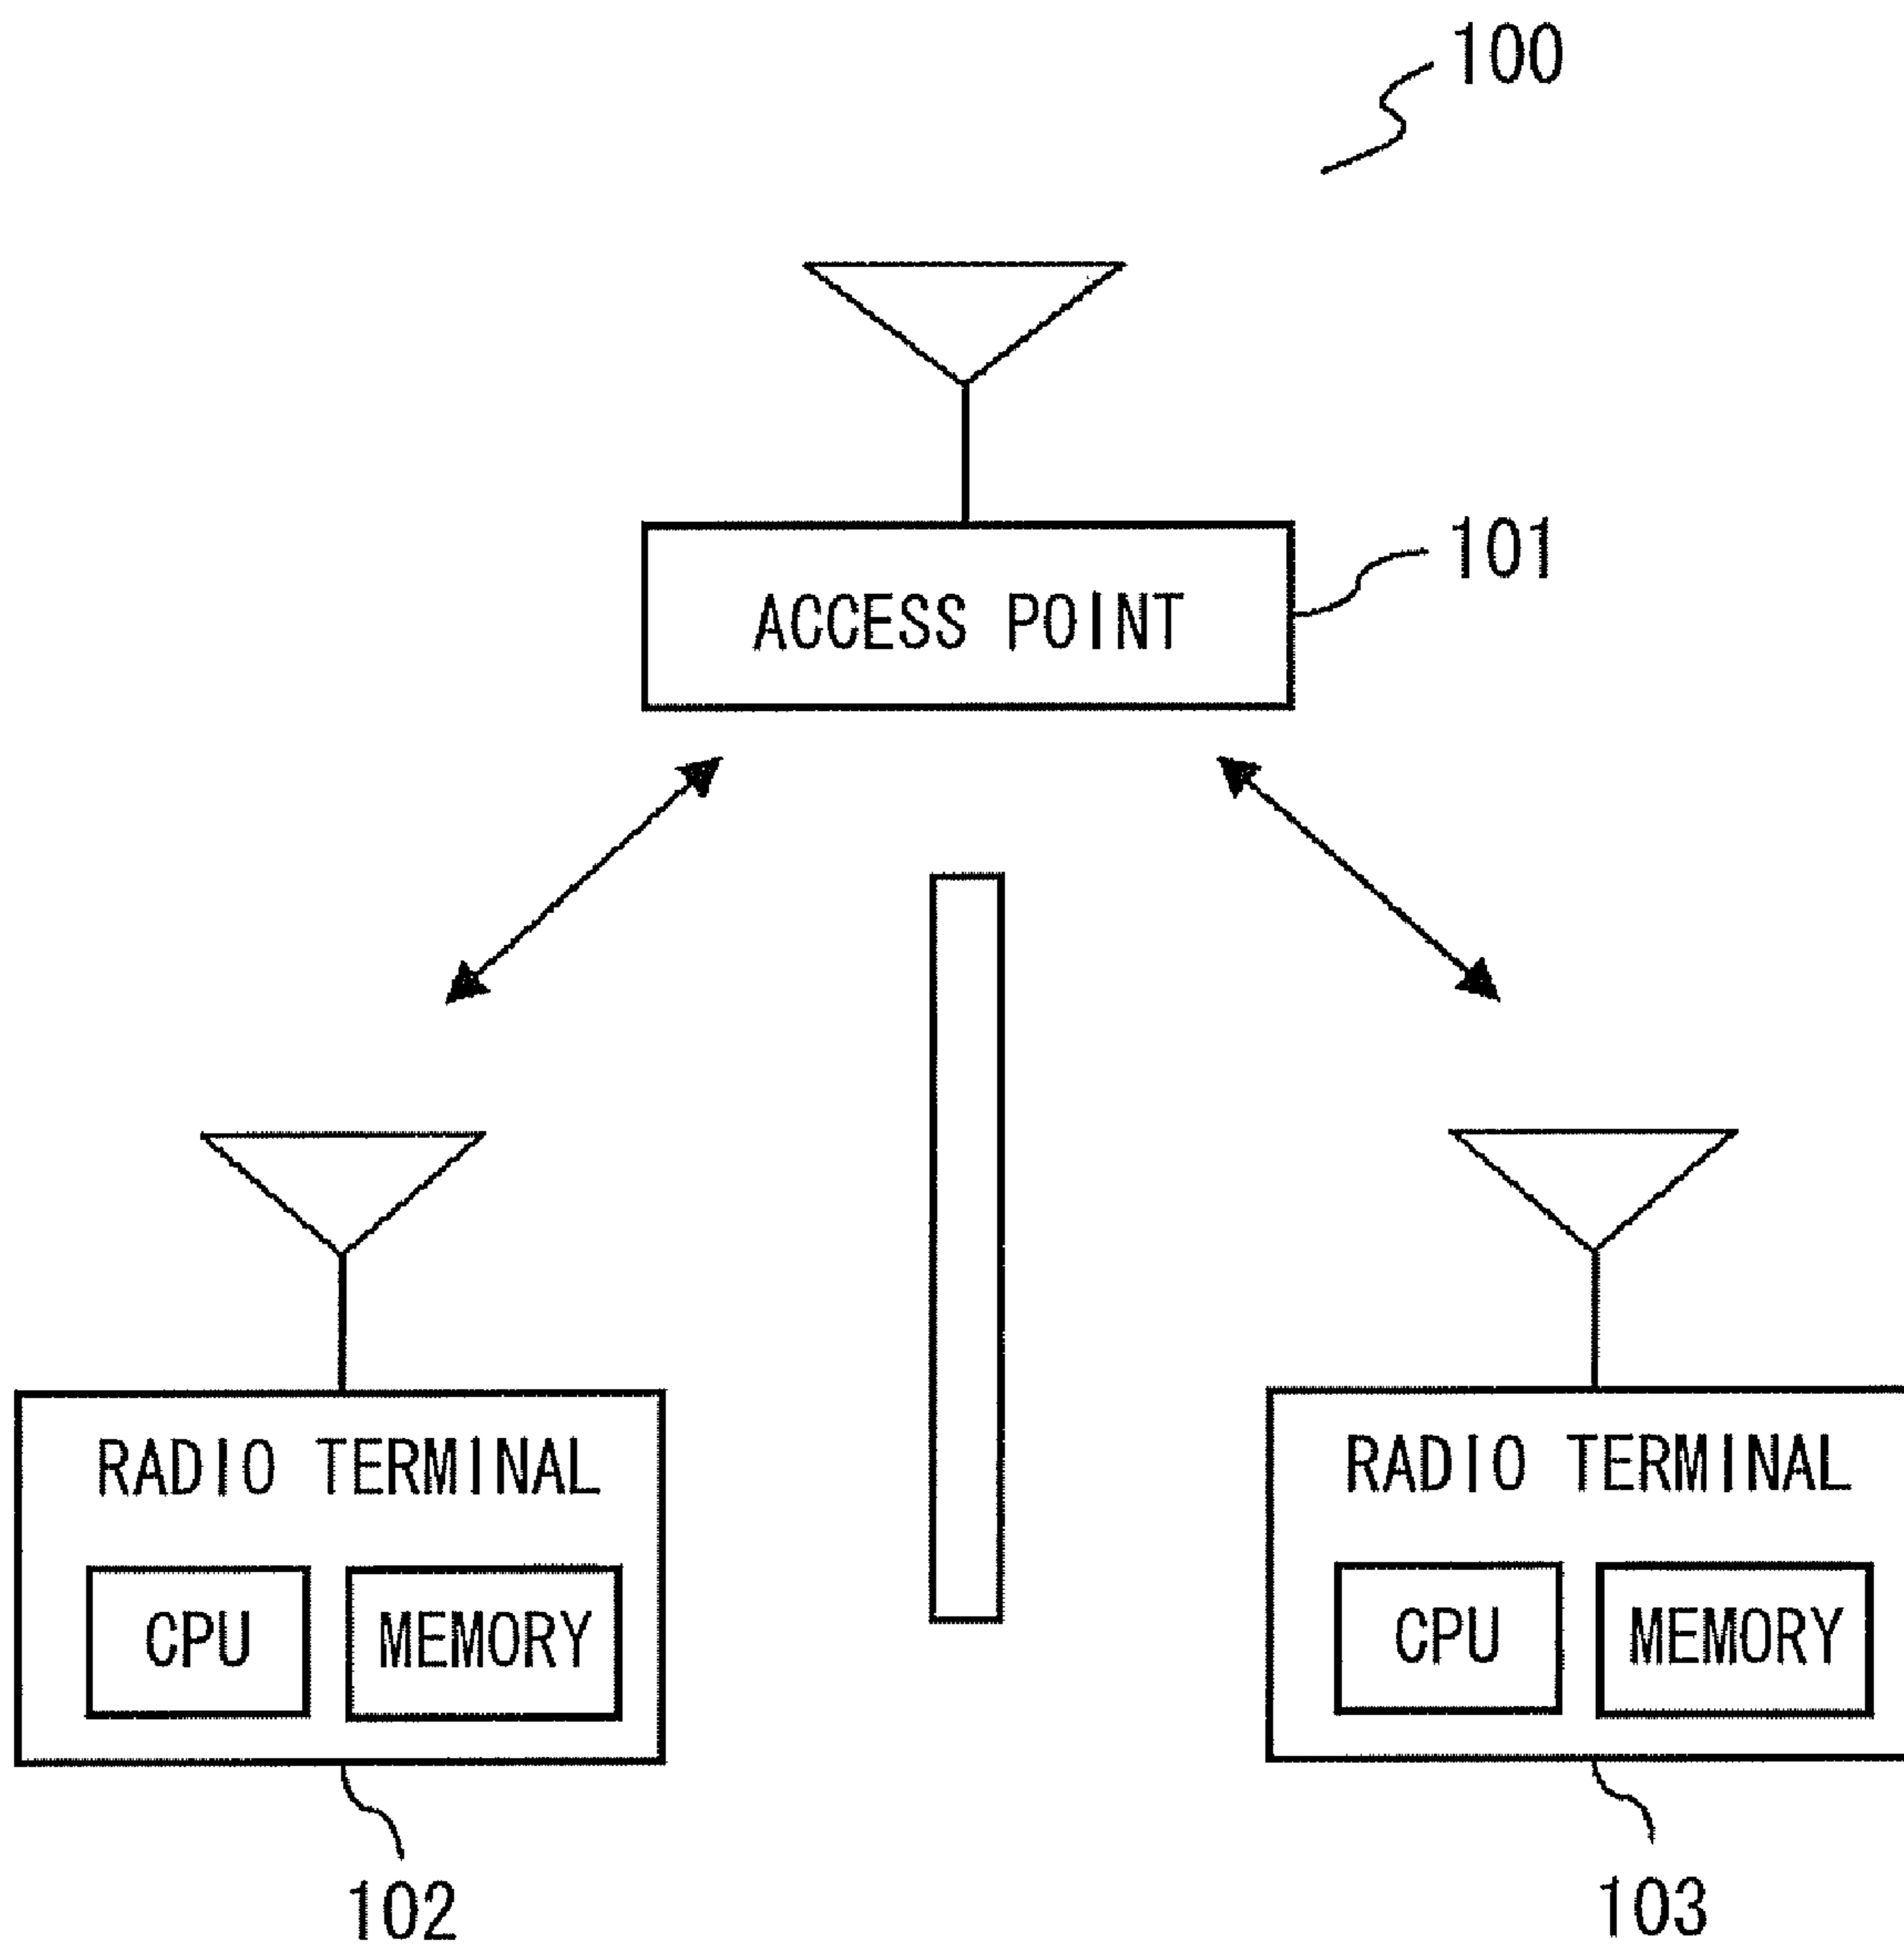 100
101
ACCESS POINT
RADIO TERMINAL
CPU MEMORY
102
RADIO TERMINAL
CPU MEMORY
103